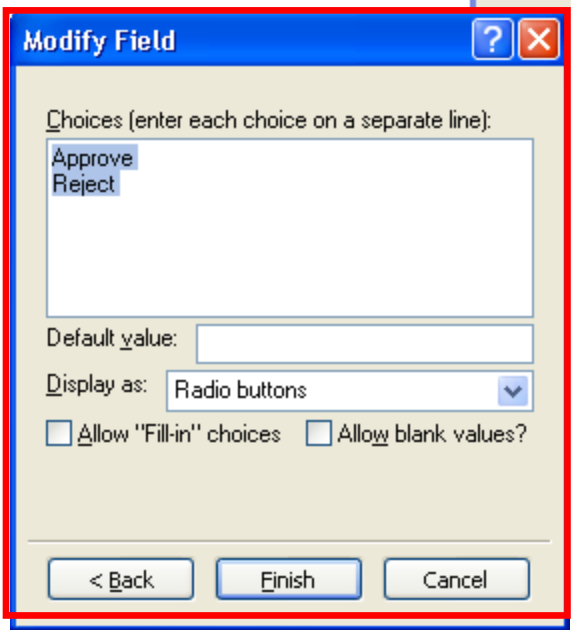 Modify Field
Choices (enter each choice on a separate line):
Approve
Reject
Default value:
Display as: Radio buttons
Allow "Fill-in" choices Allow blank values?
< Back Finish Cancel